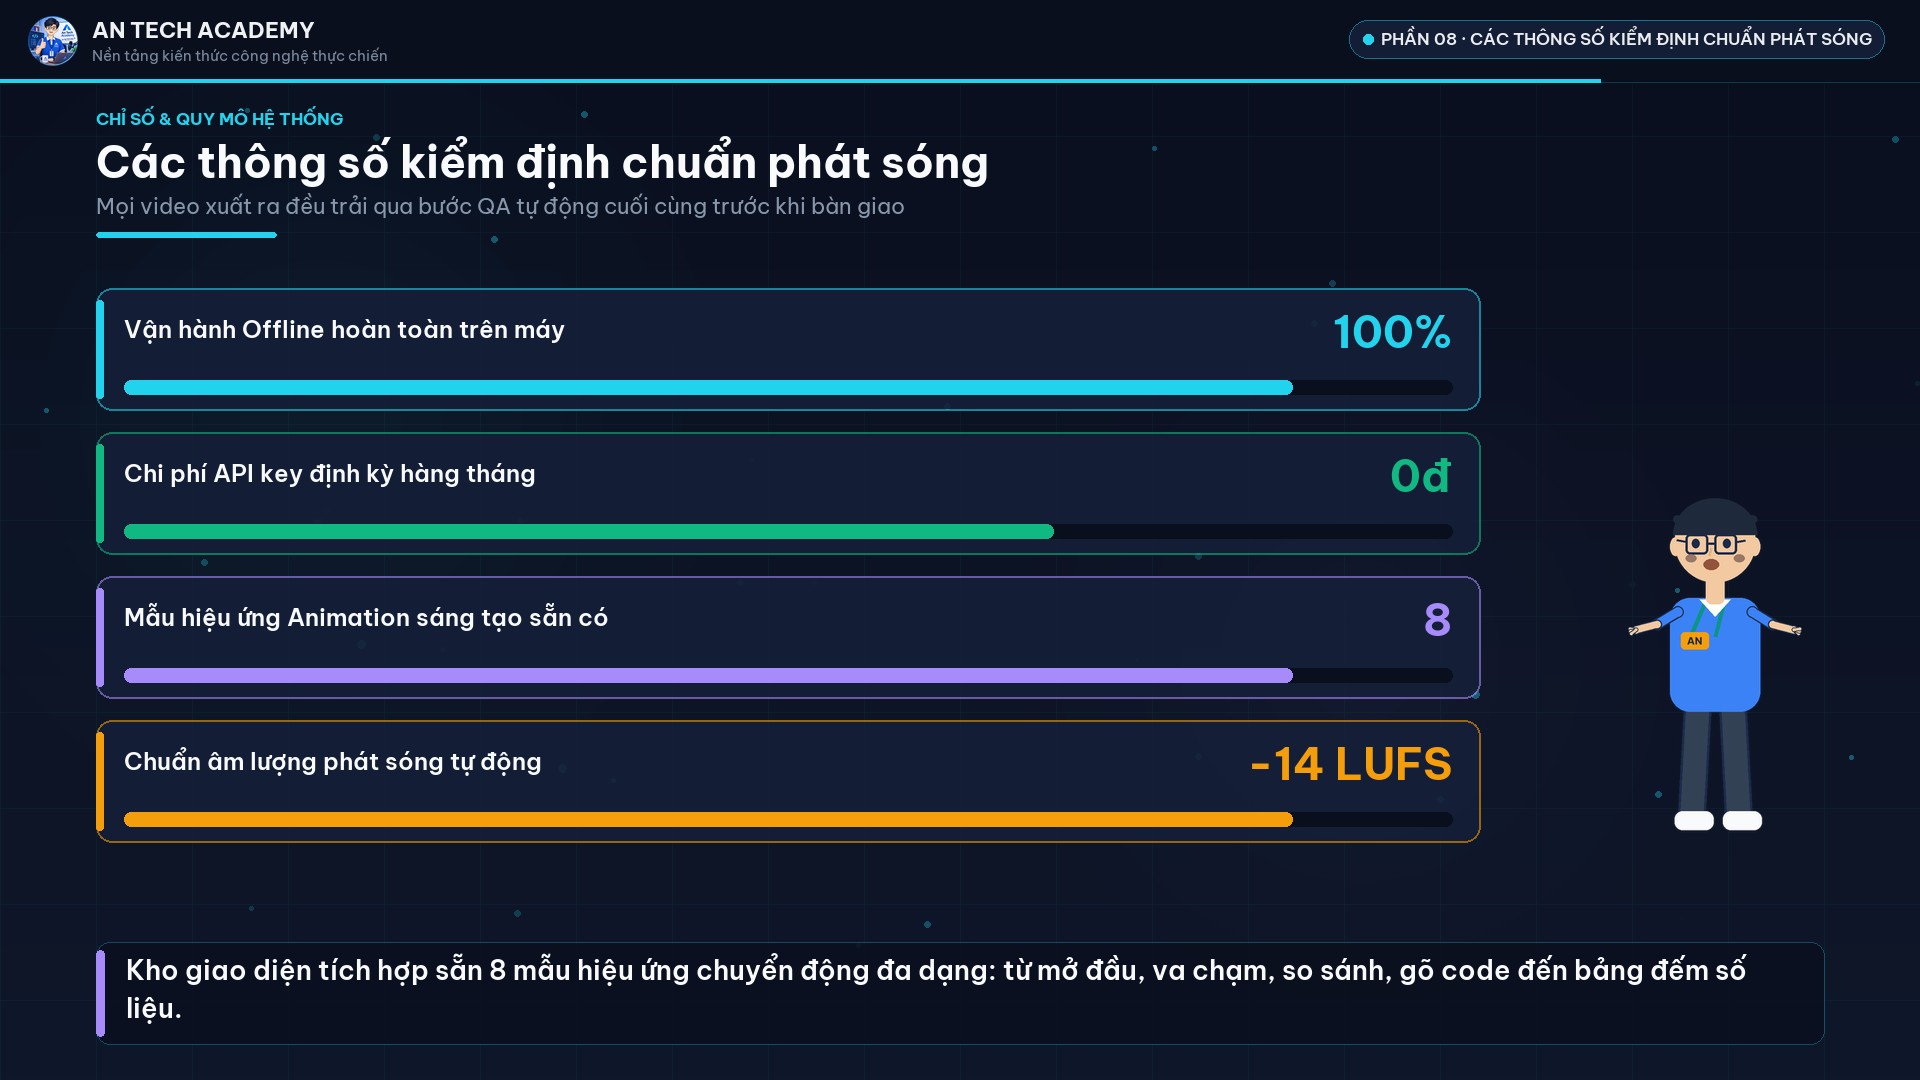 AN TECH ACADEMY
Nền tảng kiến thức công nghệ thực chiến
PHẦN 08 · CÁC THÔNG SỐ KIỂM ĐỊNH CHUẨN PHÁT SÓNG
CHỈ SỐ & QUY MÔ HỆ THỐNG
Các thông số kiểm định chuẩn phát sóng
Mọi video xuất ra đều trải qua bước QA tự động cuối cùng trước khi bàn giao
Vận hành Offline hoàn toàn trên máy
100%
Chi phí API key định kỳ hàng tháng
0đ
Mẫu hiệu ứng Animation sáng tạo sẵn có
8
Chuẩn âm lượng phát sóng tự động
-14 LUFS
AN
Kho giao diện tích hợp sẵn 8 mẫu hiệu ứng chuyển động đa dạng: từ mở đầu, va chạm, so sánh, gõ code đến bảng đếm số
liệu.